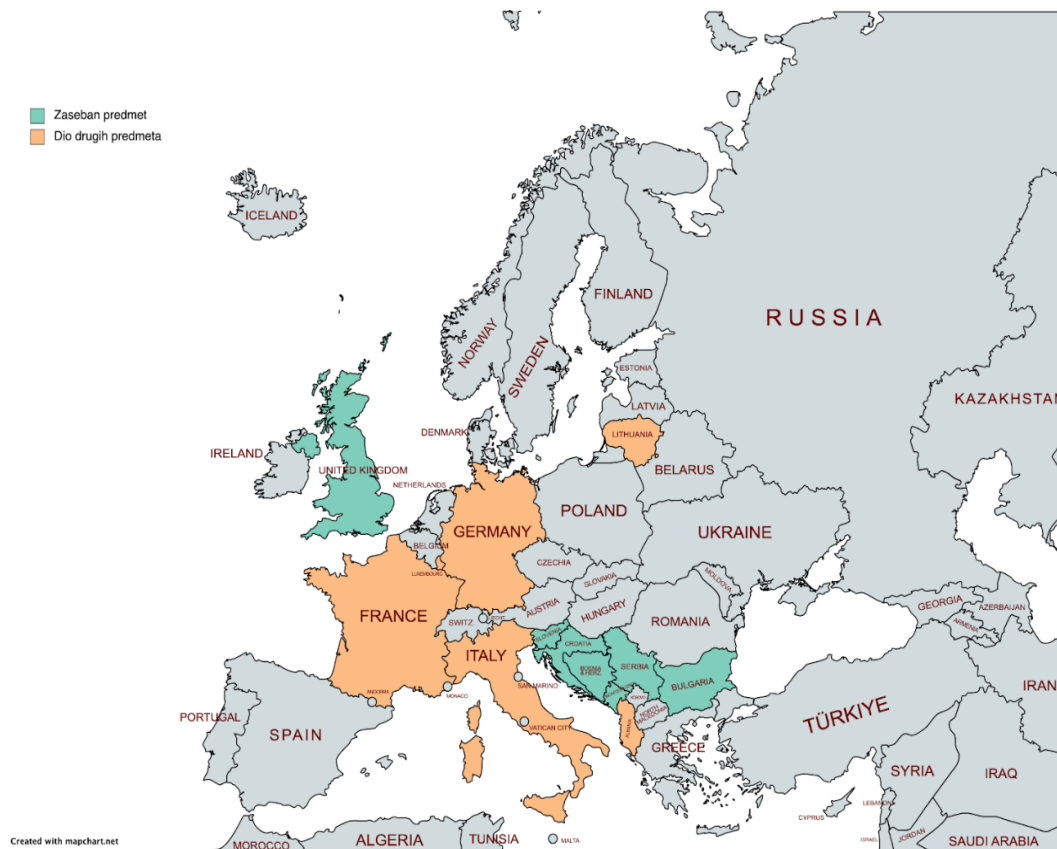 Zaseban predmet
Dio drugih predmeta
ICELAND
RUSSIA
FINLAND
NORWAY
SWEDEN
ESTONIA
KAZAKHSTAN
LATVIA
DENMARK
LITHUANIA
IRELAND
UNITED KINGDOM
BELARUS
NETHERLANDS
POLAND
GERMANY
UKRAINE
BELGIUM
CZECHIA
LUXEMBOURG
SLOVAKIA
MOLDOVA
AUSTRIA
HUNGARY
GEORGIA
AZERBAIJAN
FRANCE
SWITZ.
LIECHT.
ROMANIA
ARMENIA
SLOVENIA
CROATIA
ITALY
BOSNIA
& HERZ.
SERBIA
BULGARIA
IRAN
SAN MARINO
ANDORRA
MONACO
KOSOVO
NORTH
MACEDONIA
TÜRKIYE
PORTUGAL
SPAIN
VATICAN CITY
ALBANIA
GREECE
SYRIA
IRAQ
LEBANON
CYPRUS
ISRAEL
JORDAN
Created with mapchart.net
MOROCCO
ALGERIA
TUNISIA
MALTA
SAUDI ARABIA